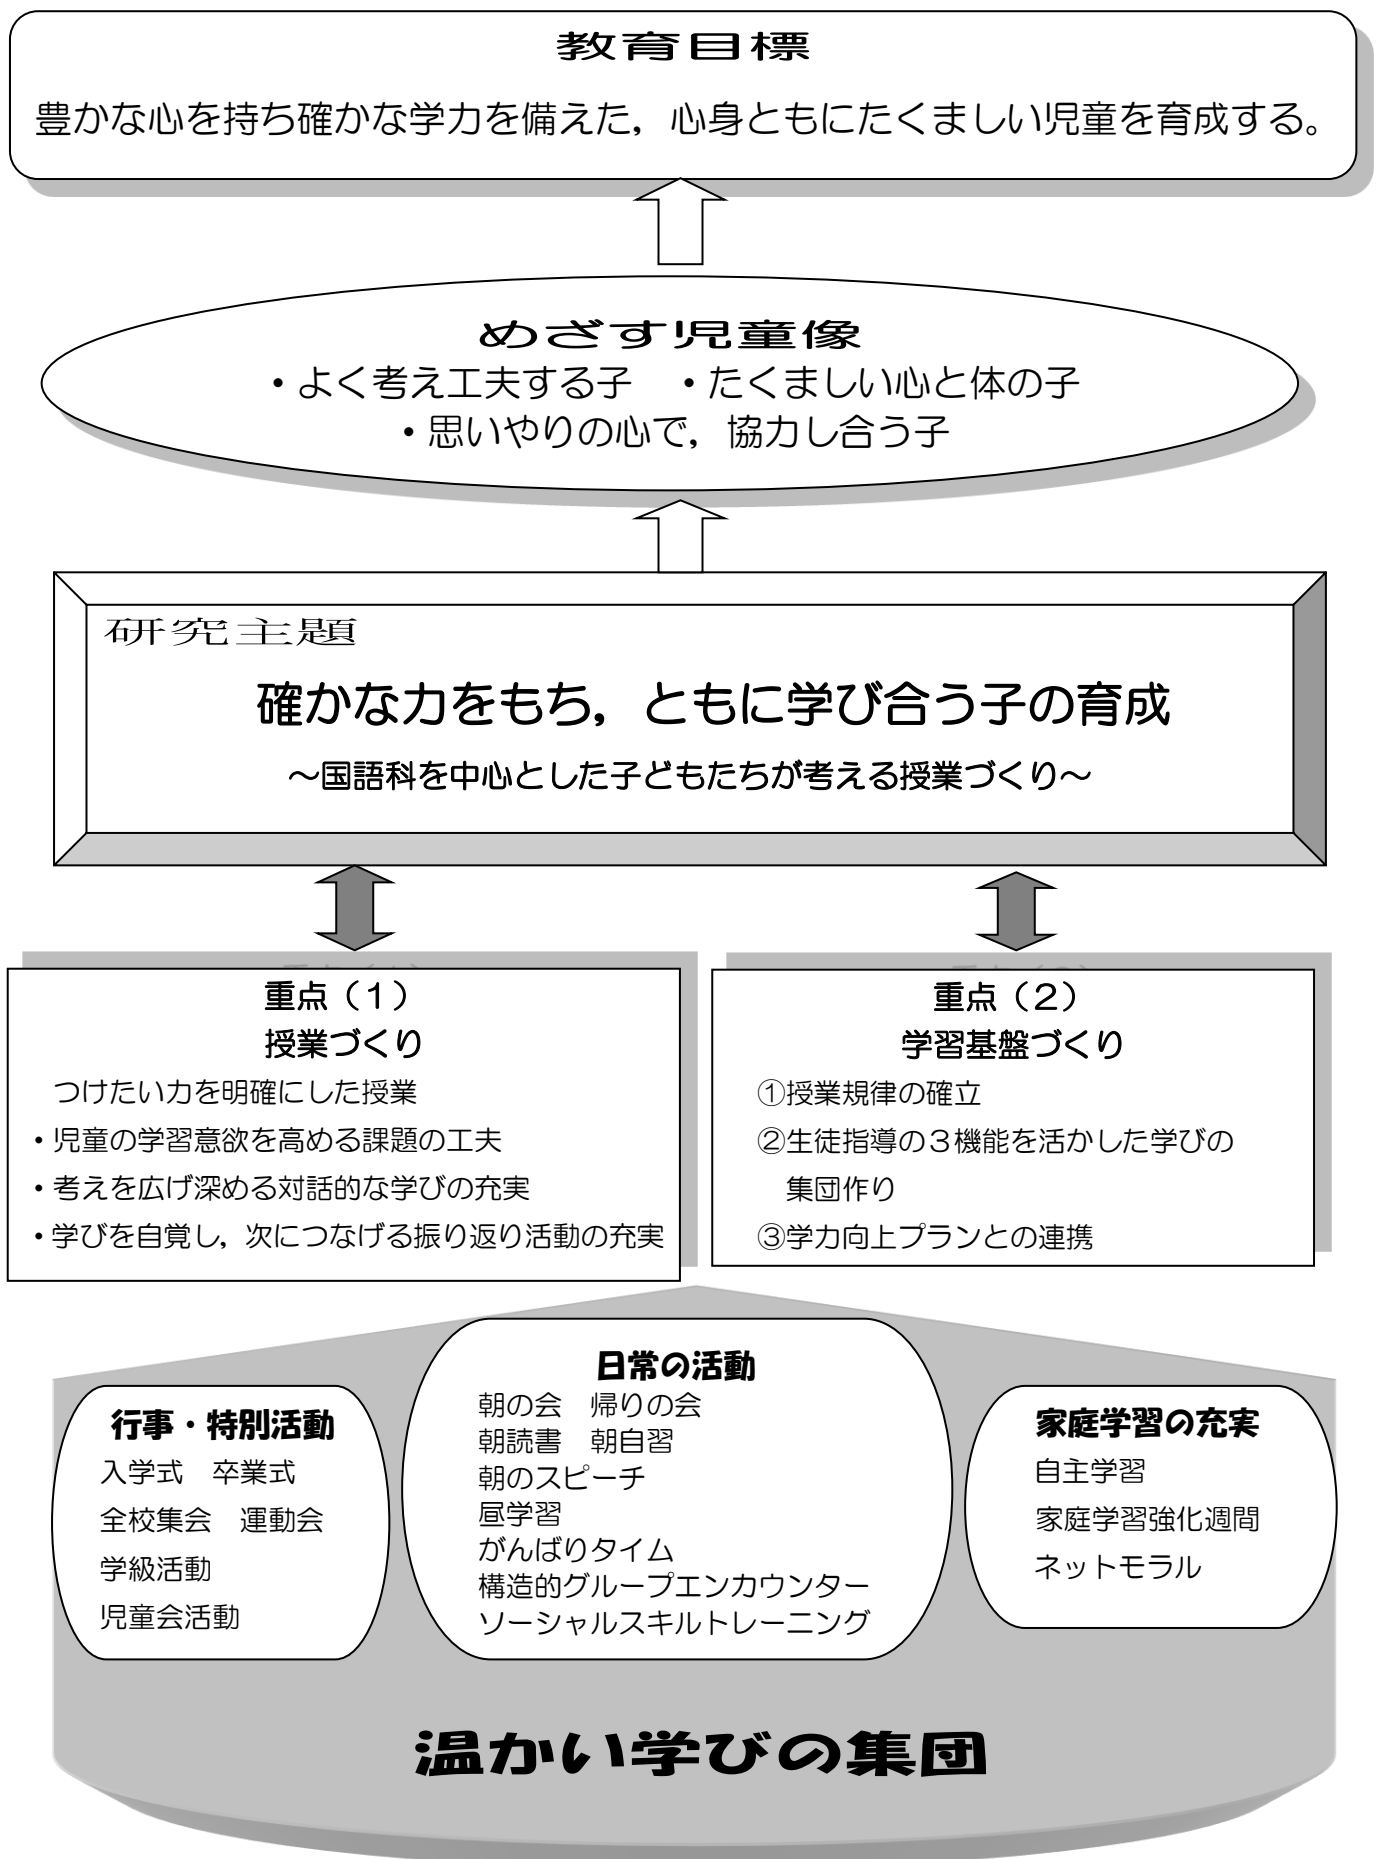 教育目標
豊かな心を持ち確かな学力を備えた，心身ともにたくましい児童を育成する。
めざす児童像
・よく考え工夫する子　・たくましい心と体の子
・思いやりの心で，協力し合う子
研究主題
確かな力をもち，ともに学び合う子の育成
～国語科を中心とした子どもたちが考える授業づくり～
重点（１）
授業づくり
つけたい力を明確にした授業
・児童の学習意欲を高める課題の工夫
・考えを広げ深める対話的な学びの充実
・学びを自覚し，次につなげる振り返り活動の充実
重点（２）
学習基盤づくり
①授業規律の確立
②生徒指導の３機能を活かした学びの
集団作り
③学力向上プランとの連携
行事・特別活動
入学式　卒業式
全校集会　運動会
学級活動
児童会活動
日常の活動
朝の会　帰りの会
朝読書　朝自習
朝のスピーチ
昼学習
がんばりタイム
構造的グループエンカウンター
ソーシャルスキルトレーニング
家庭学習の充実
自主学習
家庭学習強化週間
ネットモラル
温かい学びの集団